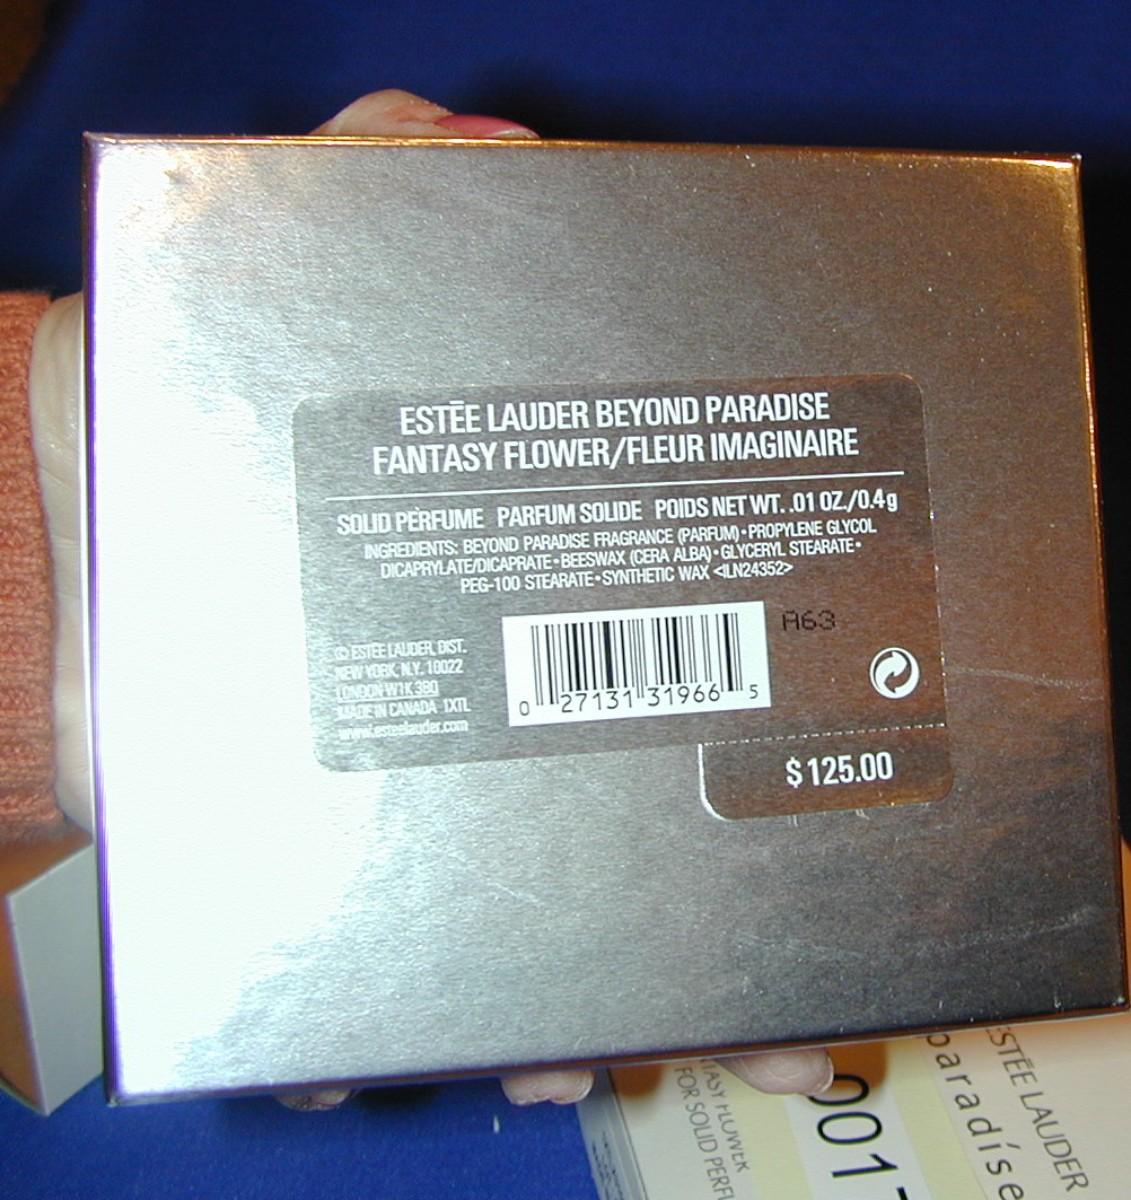 ESTĒE LAUDER BEYOND PARADISE
FANTASY FLOWER/FLEUR IMAGINAIRE
SOLID PERFUME PARFUM SOLIDE POIDS NET WT. .01 OZ./0.4g
INGREDIENTS: BEYOND PARADISE FRAGRANCE (PARFUM)•PROPYLENE GLYCOL
DICAPRYLATE/DICAPRATE•BEESWAX (CERA ALBA)•GLYCERYL STEARATE•
PEG-100 STEARATE•SYNTHETIC WAX <ILN24352>
A63
© ESTEE LAUDER, DIST.
NEW YORK, N.Y. 10022
LONDON W1K 3BQ
MADE IN CANADA 1XTL
www.esteelauder.com
0 27131 31966 5
$125.00
ESTĒE LAUDER
paradise
FLOWER
FOR SOLID